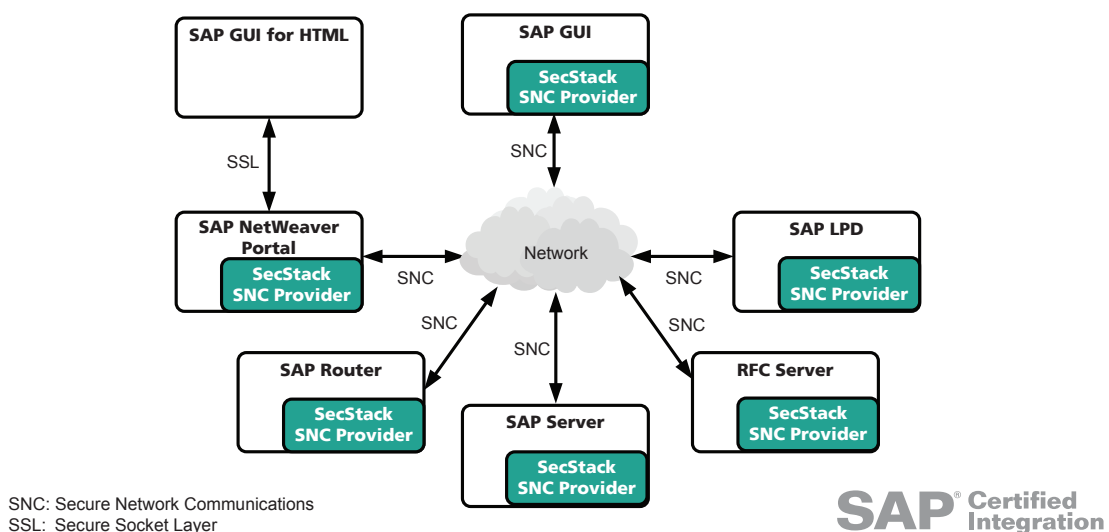 SAP GUI for HTML
SAP GUI
SecStack
SNC Provider
SSL
SNC
SAP NetWeaver
Portal
SecStack
SNC Provider
SNC
Network
SAP LPD
SecStack
SNC Provider
SNC
SNC
SNC
SNC
SAP Router
SecStack
SNC Provider
SAP Server
SecStack
SNC Provider
RFC Server
SecStack
SNC Provider
SNC: Secure Network Communications
SSL: Secure Socket Layer
SAP® Certified
Integration